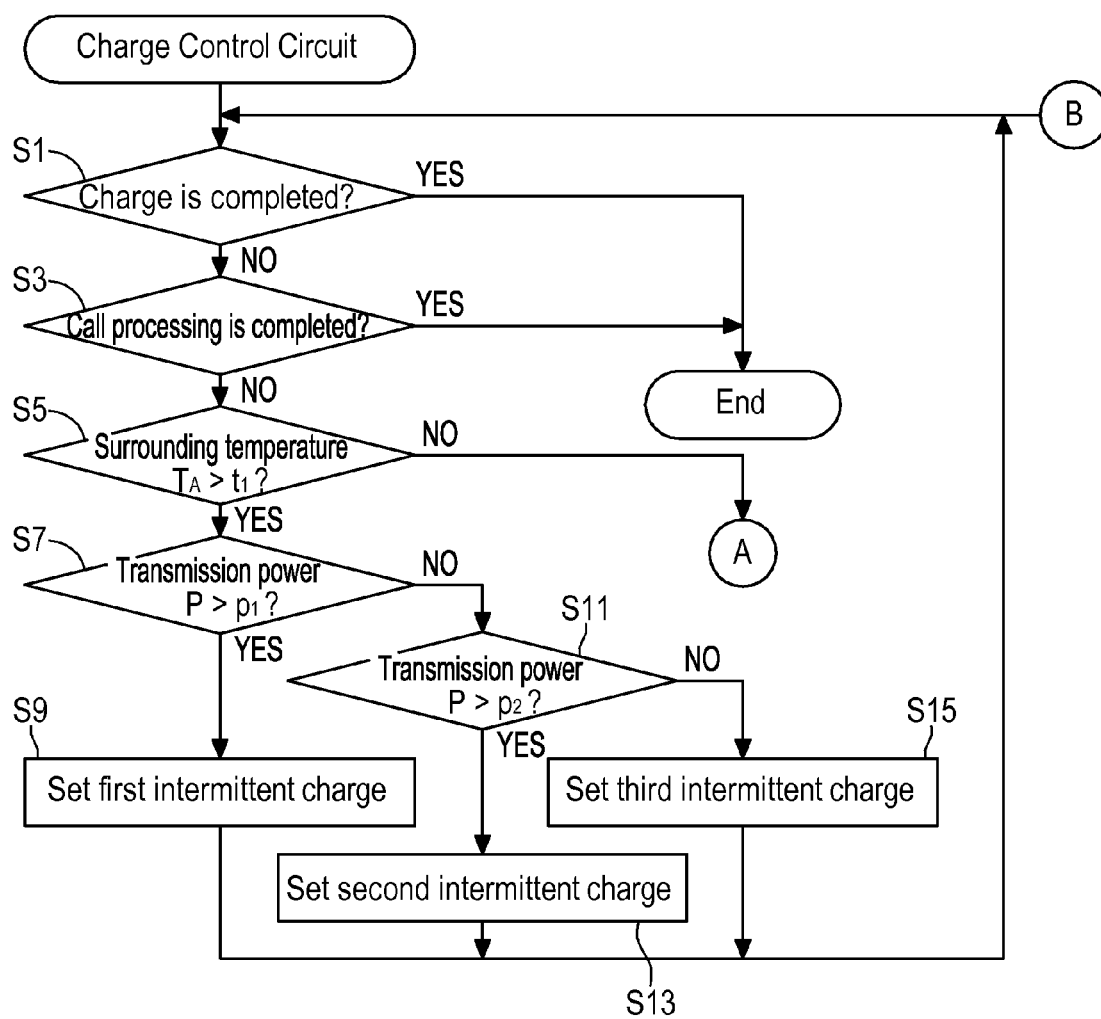 Charge Control Circuit
B
S1
Charge is completed?
YES
NO
S3
Call processing is completed?
YES
NO
End
S5
Surrounding temperature
TA > t1 ?
NO
YES
A
S7
Transmission power
P > p1 ?
NO
YES
S11
Transmission power
P > p2 ?
NO
YES
S9
Set first intermittent charge
S15
Set third intermittent charge
Set second intermittent charge
S13